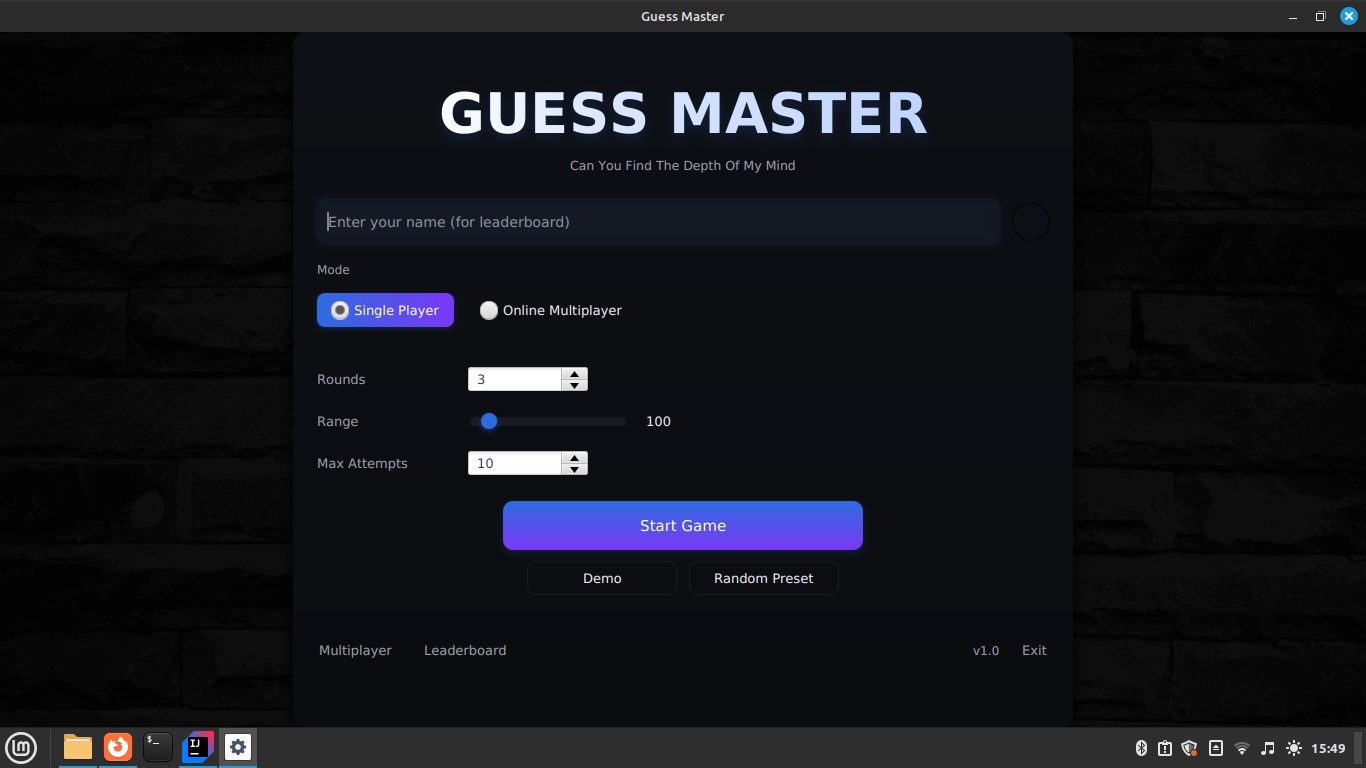 Guess Master
GUESS MASTER
Can You Find The Depth Of My Mind
Enter your name (for leaderboard)
Mode
Single Player Online Multiplayer
Rounds 3
Range 100
Max Attempts 10
Start Game
Demo Random Preset
Multiplayer Leaderboard v1.0 Exit
$_ IJ 15:49